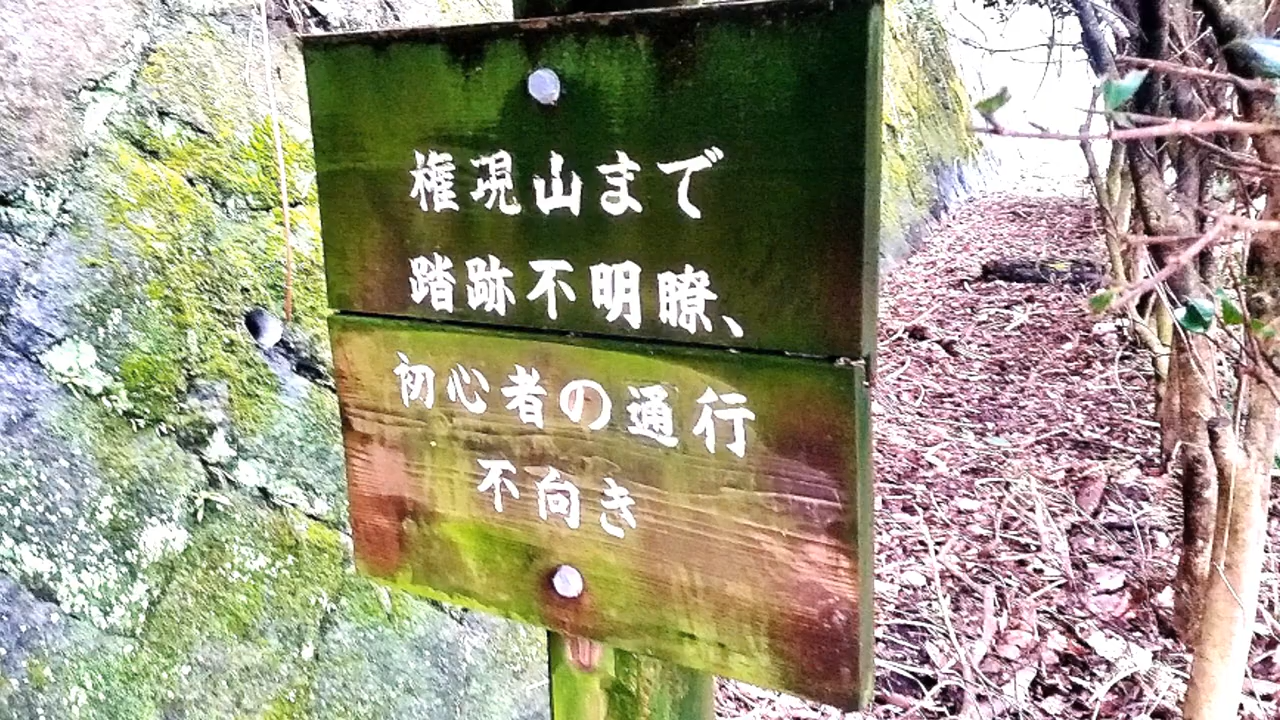 権現山まで
踏跡不明瞭、
初心者の通行
不向き